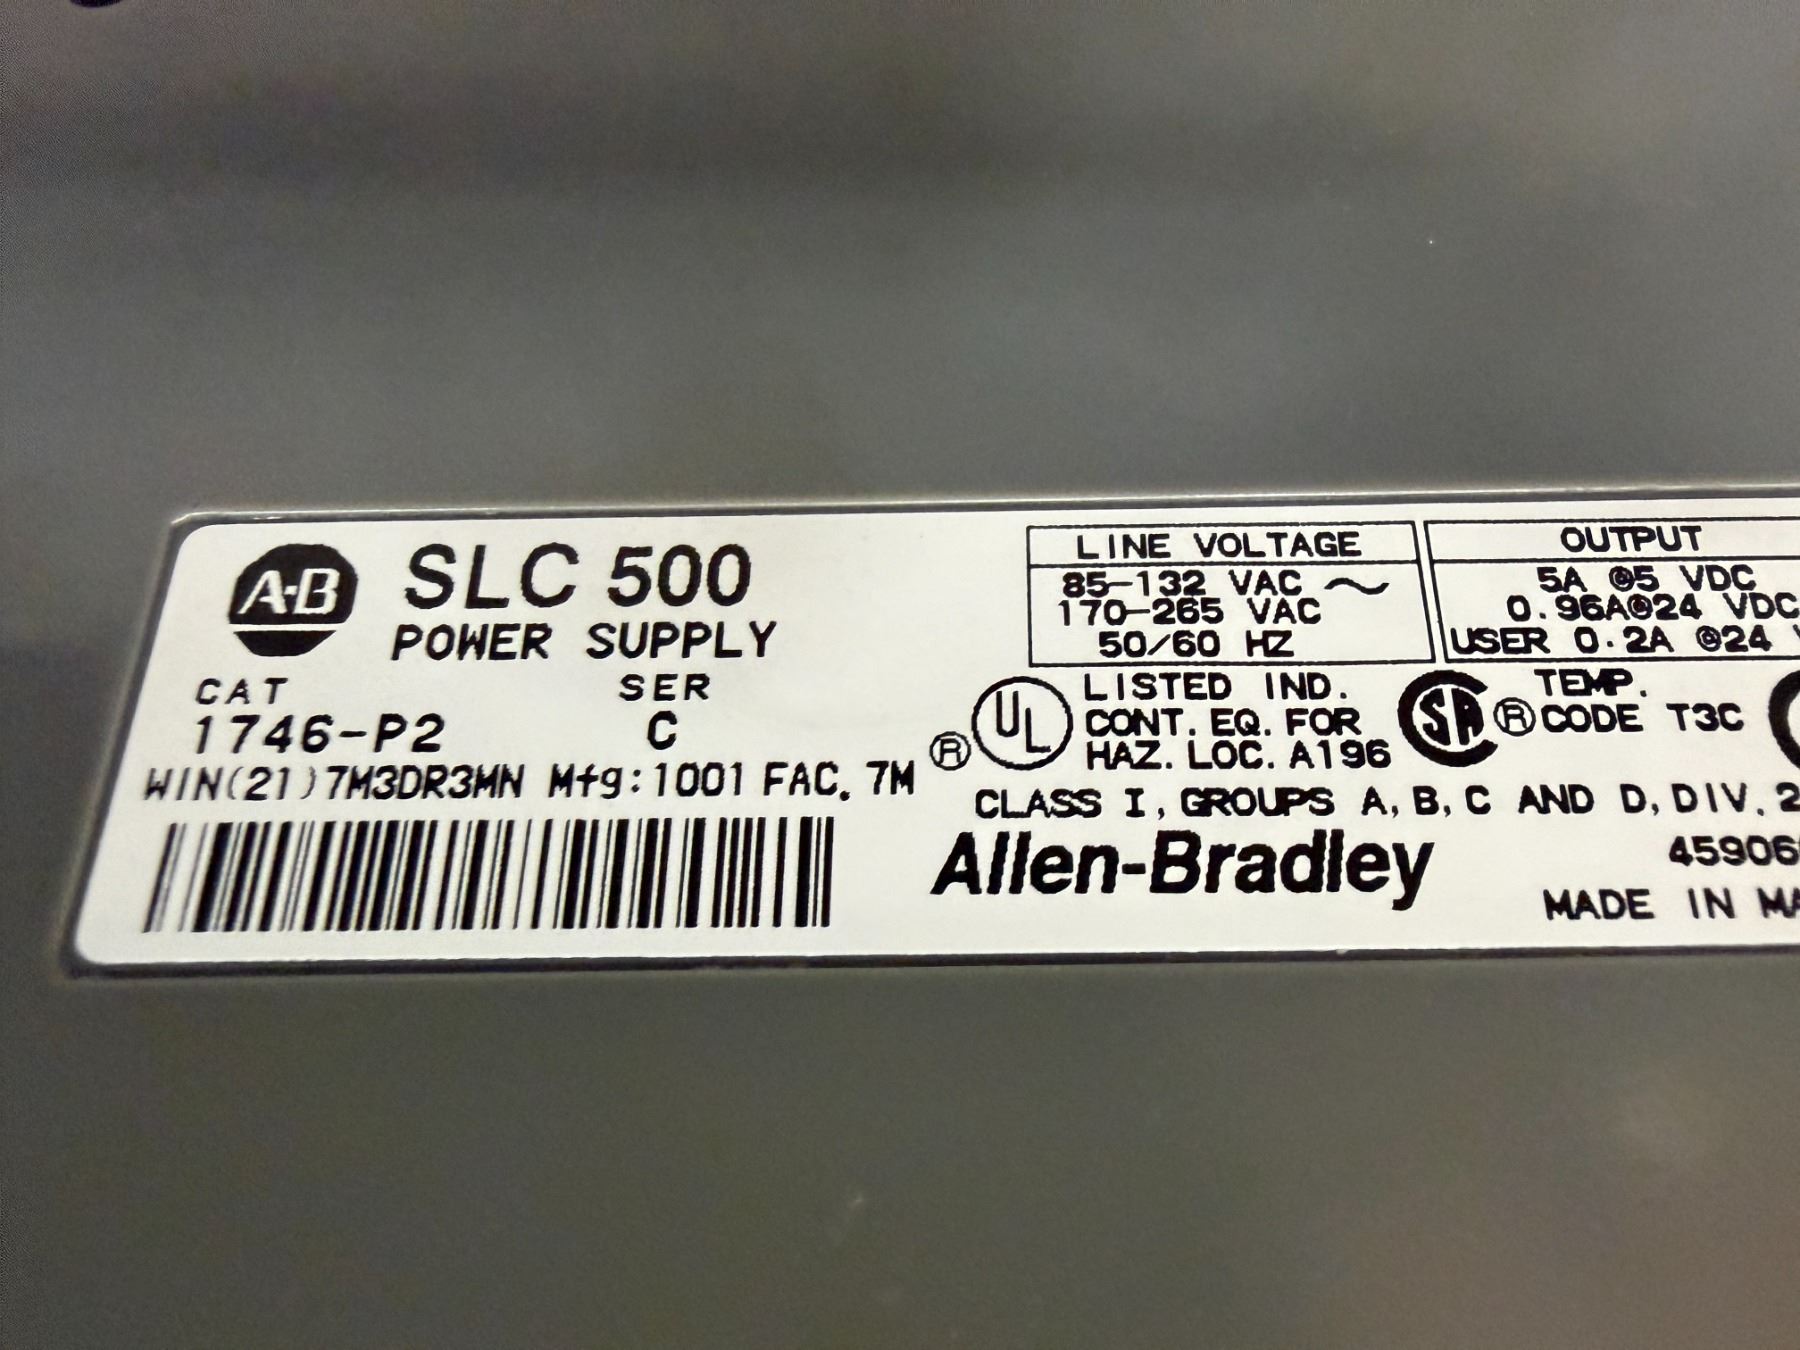 A-B
SLC 500
POWER SUPPLY
CAT SER
1746-P2 C
WIN(21)7M3DR3MN Mfg:1001 FAC. 7M
LINE VOLTAGE
85-132 VAC ~
170-265 VAC
50/60 HZ
OUTPUT
5A @5 VDC
0.96A@24 VDC
USER 0.2A @24
® UL LISTED IND.
CONT. EQ. FOR
HAZ. LOC. A196
SA ® TEMP.
CODE T3C
CLASS I, GROUPS A, B, C AND D, DIV. 2
Allen-Bradley
45906
MADE IN